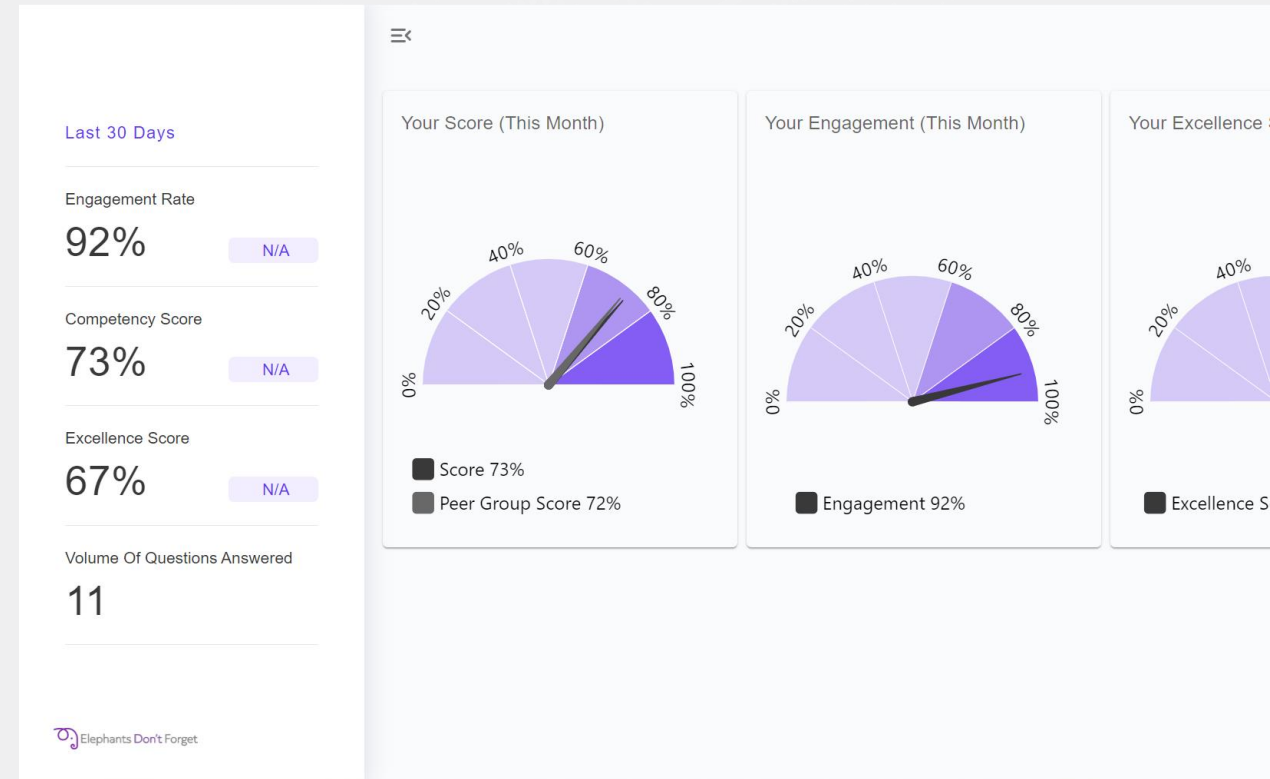 Last 30 Days
Engagement Rate
92%
N/A
Competency Score
73%
N/A
Excellence Score
67%
N/A
Volume Of Questions Answered
11
Elephants Don't Forget
Your Score (This Month)
0%
20%
40%
60%
80%
100%
Score 73%
Peer Group Score 72%
Your Engagement (This Month)
0%
20%
40%
60%
80%
100%
Engagement 92%
Your Excellence
0%
20%
40%
Excellence S